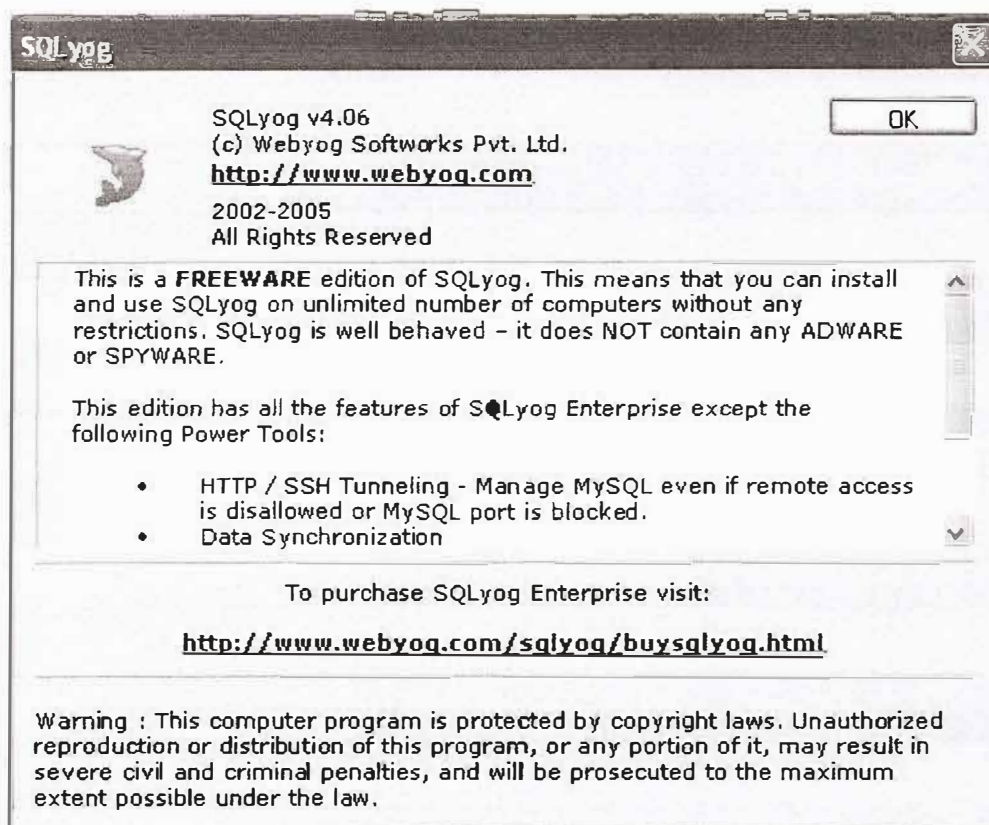 SQLyog
SQLyog v4.06
(c) Webyog Softworks Pvt. Ltd.
http://www.webyog.com
2002-2005
All Rights Reserved
OK
This is a FREEWARE edition of SQLyog. This means that you can install
and use SQLyog on unlimited number of computers without any
restrictions. SQLyog is well behaved – it does NOT contain any ADWARE
or SPYWARE.
This edition has all the features of SQLyog Enterprise except the
following Power Tools:
• HTTP / SSH Tunneling - Manage MySQL even if remote access
is disallowed or MySQL port is blocked.
• Data Synchronization
To purchase SQLyog Enterprise visit:
http://www.webyog.com/sqlyog/buysqlyog.html
Warning : This computer program is protected by copyright laws. Unauthorized
reproduction or distribution of this program, or any portion of it, may result in
severe civil and criminal penalties, and will be prosecuted to the maximum
extent possible under the law.